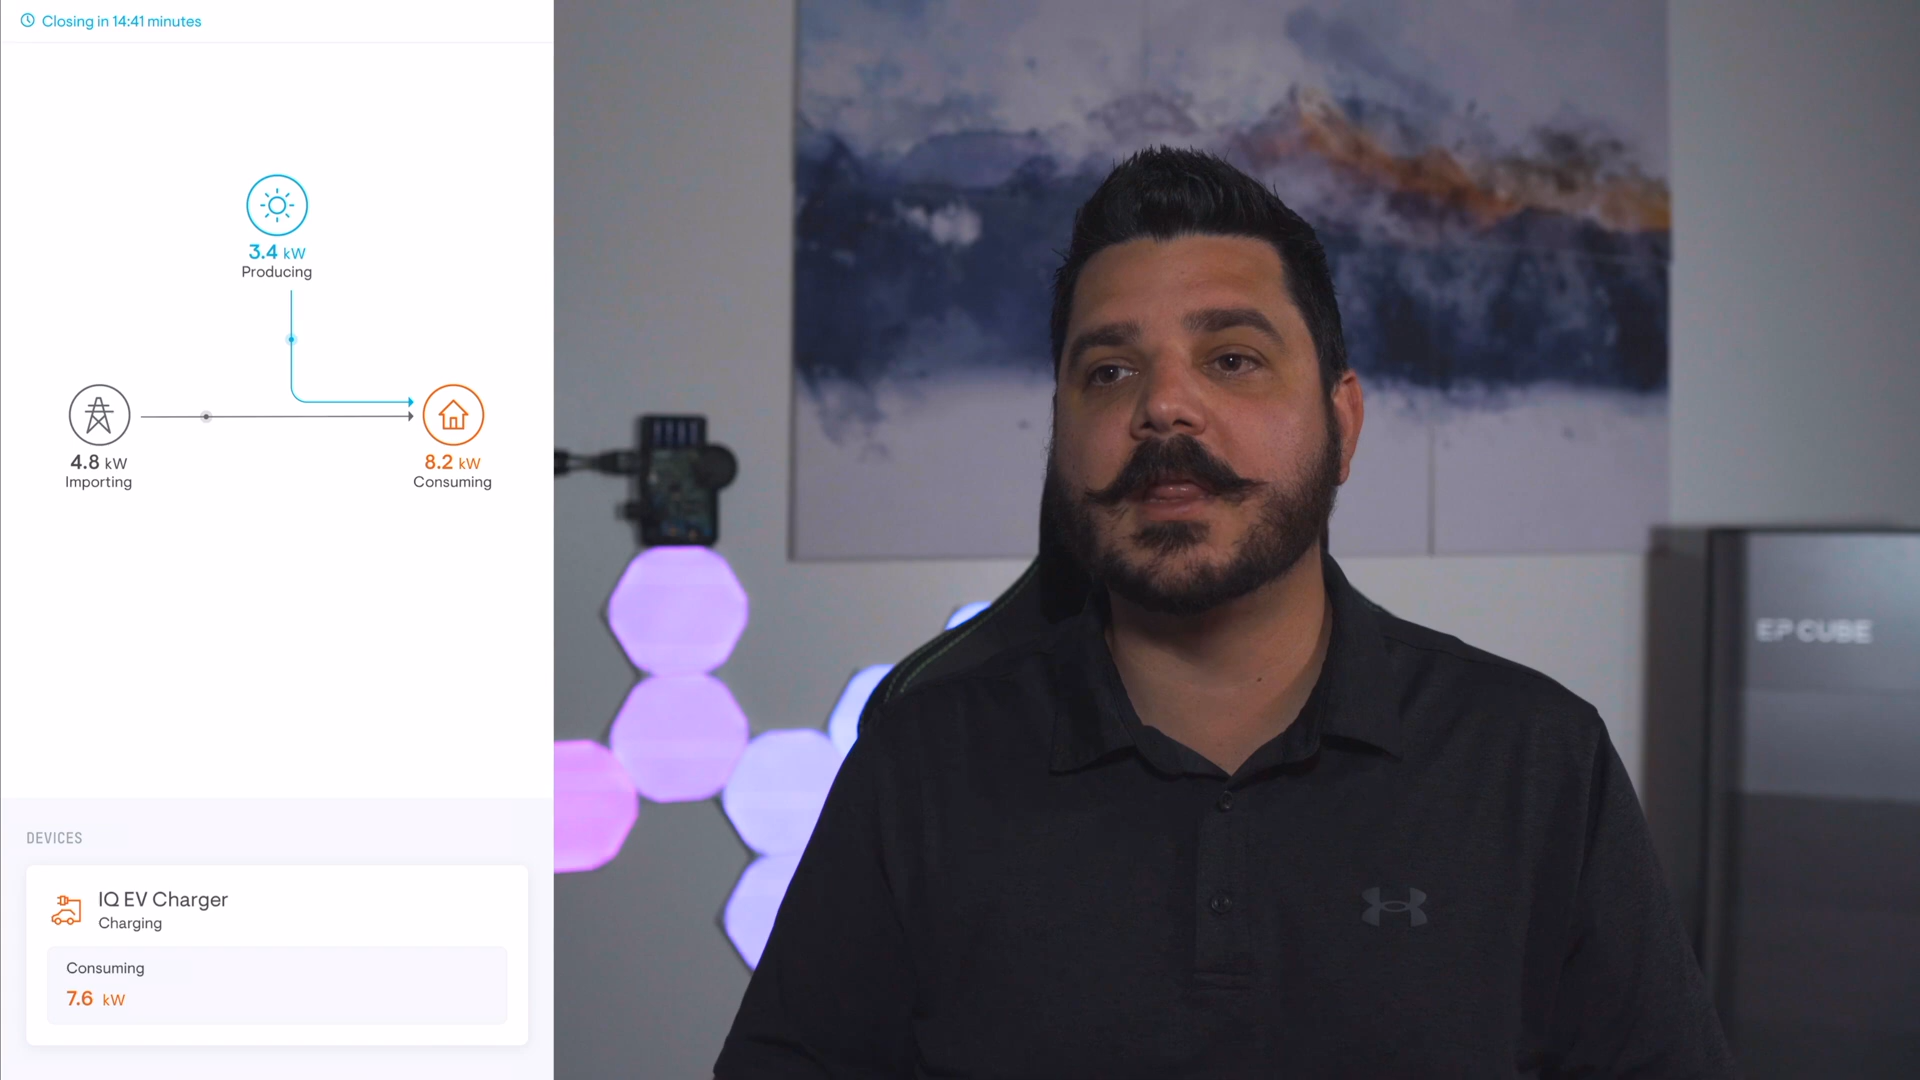 Closing in 14:41 minutes
3.4 kW
Producing
4.8 kW
Importing
8.2 kW
Consuming
DEVICES
IQ EV Charger
Charging
Consuming
7.6 kW
EP CUBE